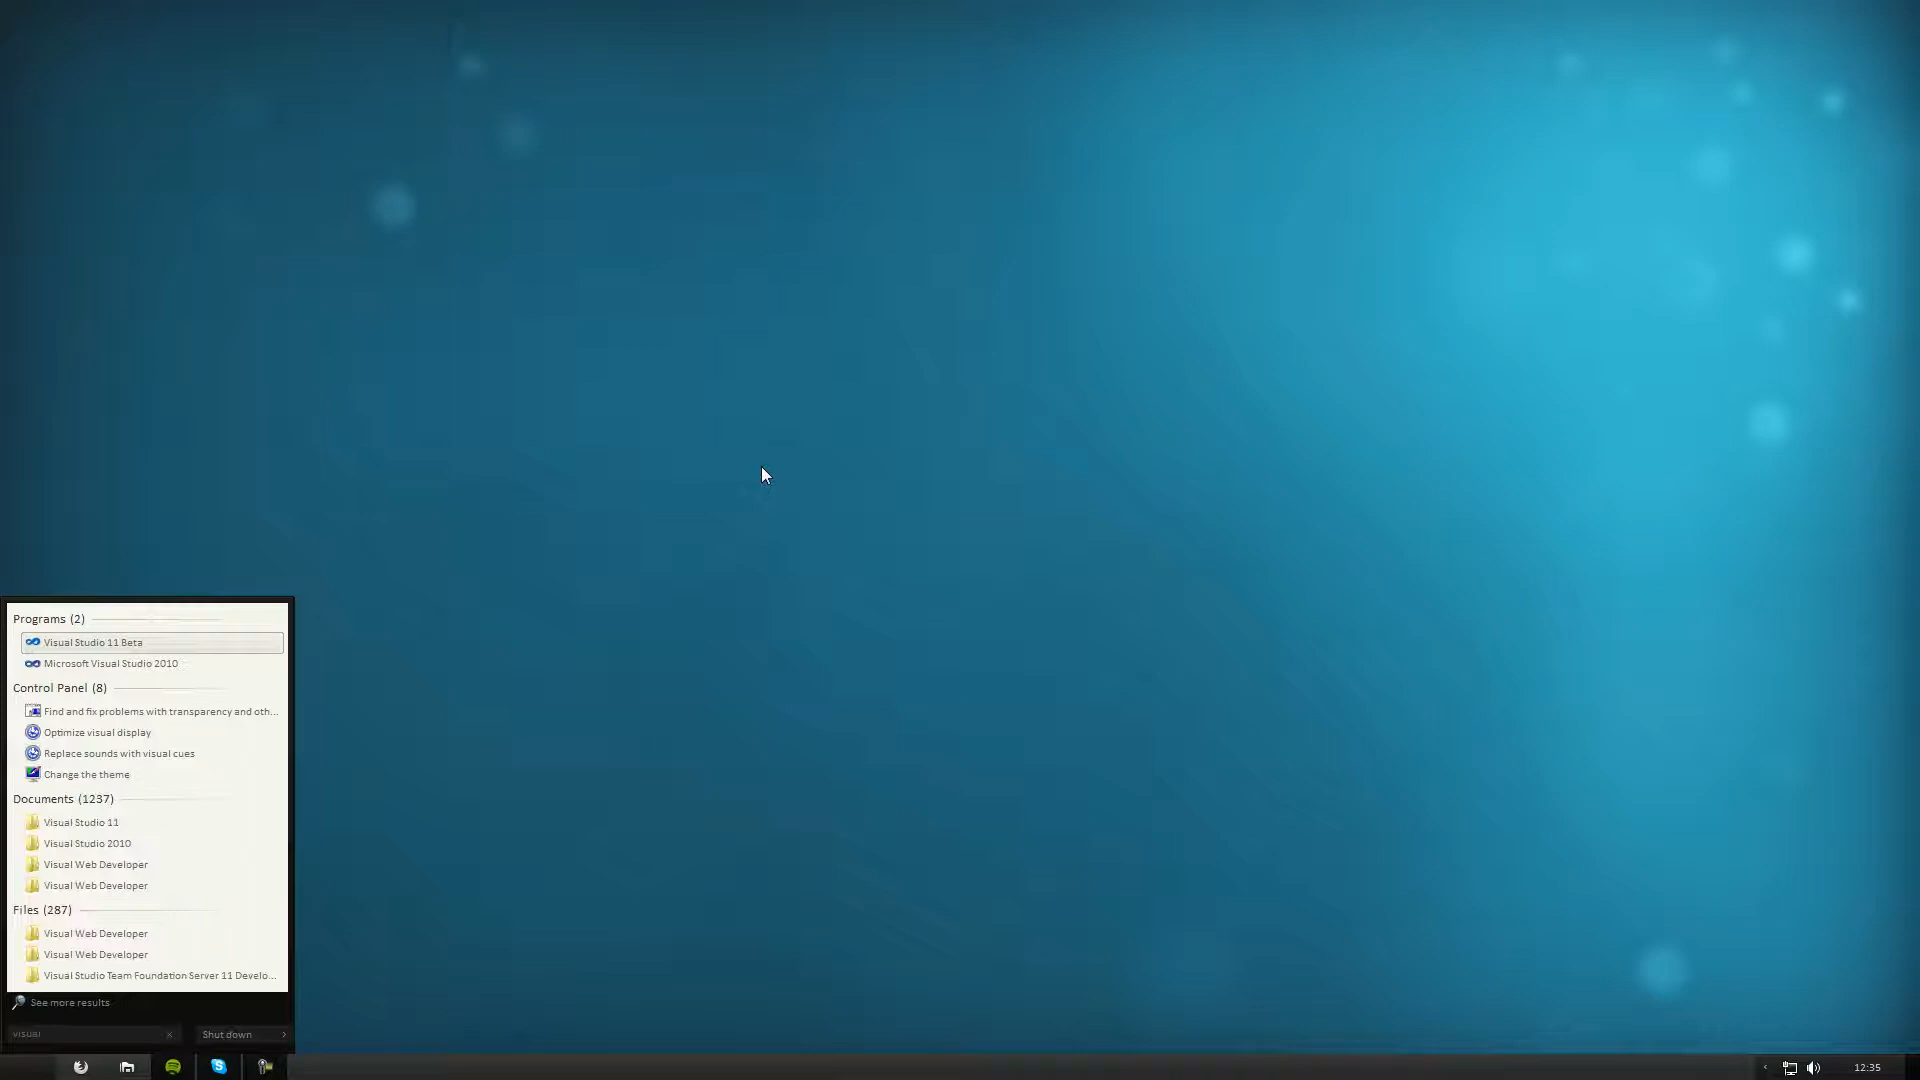 Programs (2)
Visual Studio 11 Beta
Microsoft Visual Studio 2010
Control Panel (8)
Find and fix problems with transparency and oth...
Optimize visual display
Replace sounds with visual cues
Change the theme
Documents (1237)
Visual Studio 11
Visual Studio 2010
Visual Web Developer
Visual Web Developer
Files (287)
Visual Web Developer
Visual Web Developer
Visual Studio Team Foundation Server 11 Develo...
See more results
visual
Shut down
12:35